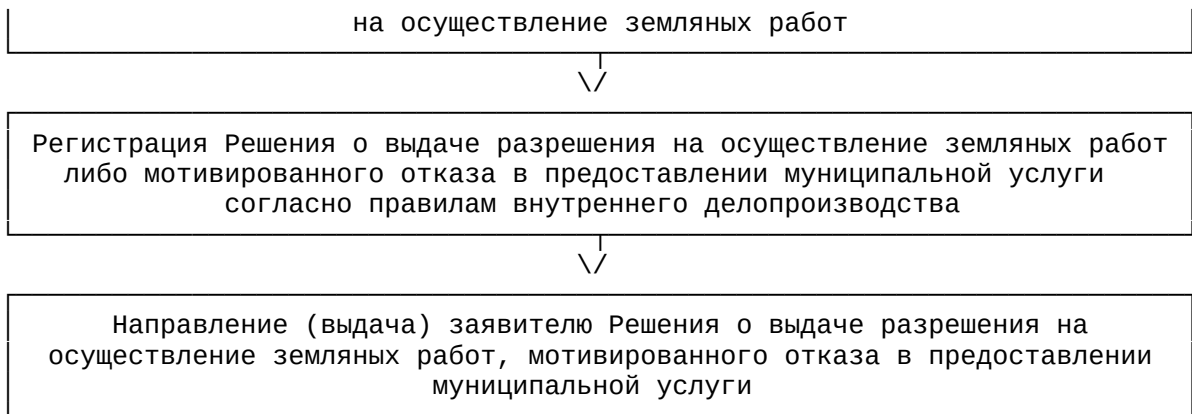 на осуществление земляных работ
\/
Регистрация Решения о выдаче разрешения на осуществление земляных работ
либо мотивированного отказа в предоставлении муниципальной услуги
согласно правилам внутреннего делопроизводства
\/
Направление (выдача) заявителю Решения о выдаче разрешения на
осуществление земляных работ, мотивированного отказа в предоставлении
муниципальной услуги